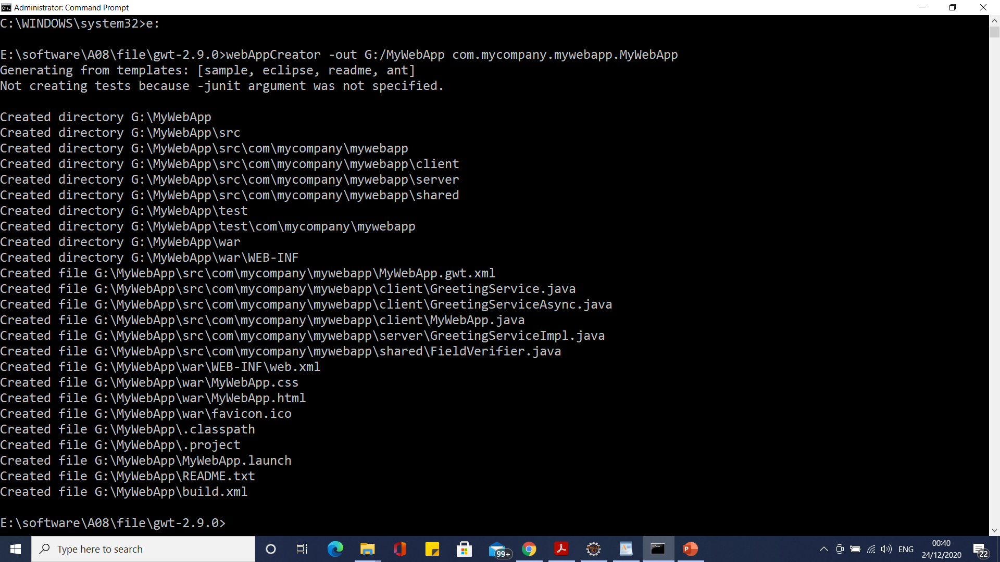 Administrator: Command Prompt
C:\WINDOWS\system32>e:
E:\software\A08\file\gwt-2.9.0>webAppCreator -out G:/MyWebApp com.mycompany.mywebapp.MyWebApp
Generating from templates: [sample, eclipse, readme, ant]
Not creating tests because -junit argument was not specified.
Created directory G:\MyWebApp
Created directory G:\MyWebApp\src
Created directory G:\MyWebApp\src\com\mycompany\mywebapp
Created directory G:\MyWebApp\src\com\mycompany\mywebapp\client
Created directory G:\MyWebApp\src\com\mycompany\mywebapp\server
Created directory G:\MyWebApp\src\com\mycompany\mywebapp\shared
Created directory G:\MyWebApp\test
Created directory G:\MyWebApp\test\com\mycompany\mywebapp
Created directory G:\MyWebApp\war
Created directory G:\MyWebApp\war\WEB-INF
Created file G:\MyWebApp\src\com\mycompany\mywebapp\MyWebApp.gwt.xml
Created file G:\MyWebApp\src\com\mycompany\mywebapp\client\GreetingService.java
Created file G:\MyWebApp\src\com\mycompany\mywebapp\client\GreetingServiceAsync.java
Created file G:\MyWebApp\src\com\mycompany\mywebapp\client\MyWebApp.java
Created file G:\MyWebApp\src\com\mycompany\mywebapp\server\GreetingServiceImpl.java
Created file G:\MyWebApp\src\com\mycompany\mywebapp\shared\FieldVerifier.java
Created file G:\MyWebApp\war\WEB-INF\web.xml
Created file G:\MyWebApp\war\MyWebApp.css
Created file G:\MyWebApp\war\MyWebApp.html
Created file G:\MyWebApp\war\favicon.ico
Created file G:\MyWebApp\.classpath
Created file G:\MyWebApp\.project
Created file G:\MyWebApp\MyWebApp.launch
Created file G:\MyWebApp\README.txt
Created file G:\MyWebApp\build.xml
E:\software\A08\file\gwt-2.9.0>
Type here to search
99+
ENG
00:40
24/12/2020
22